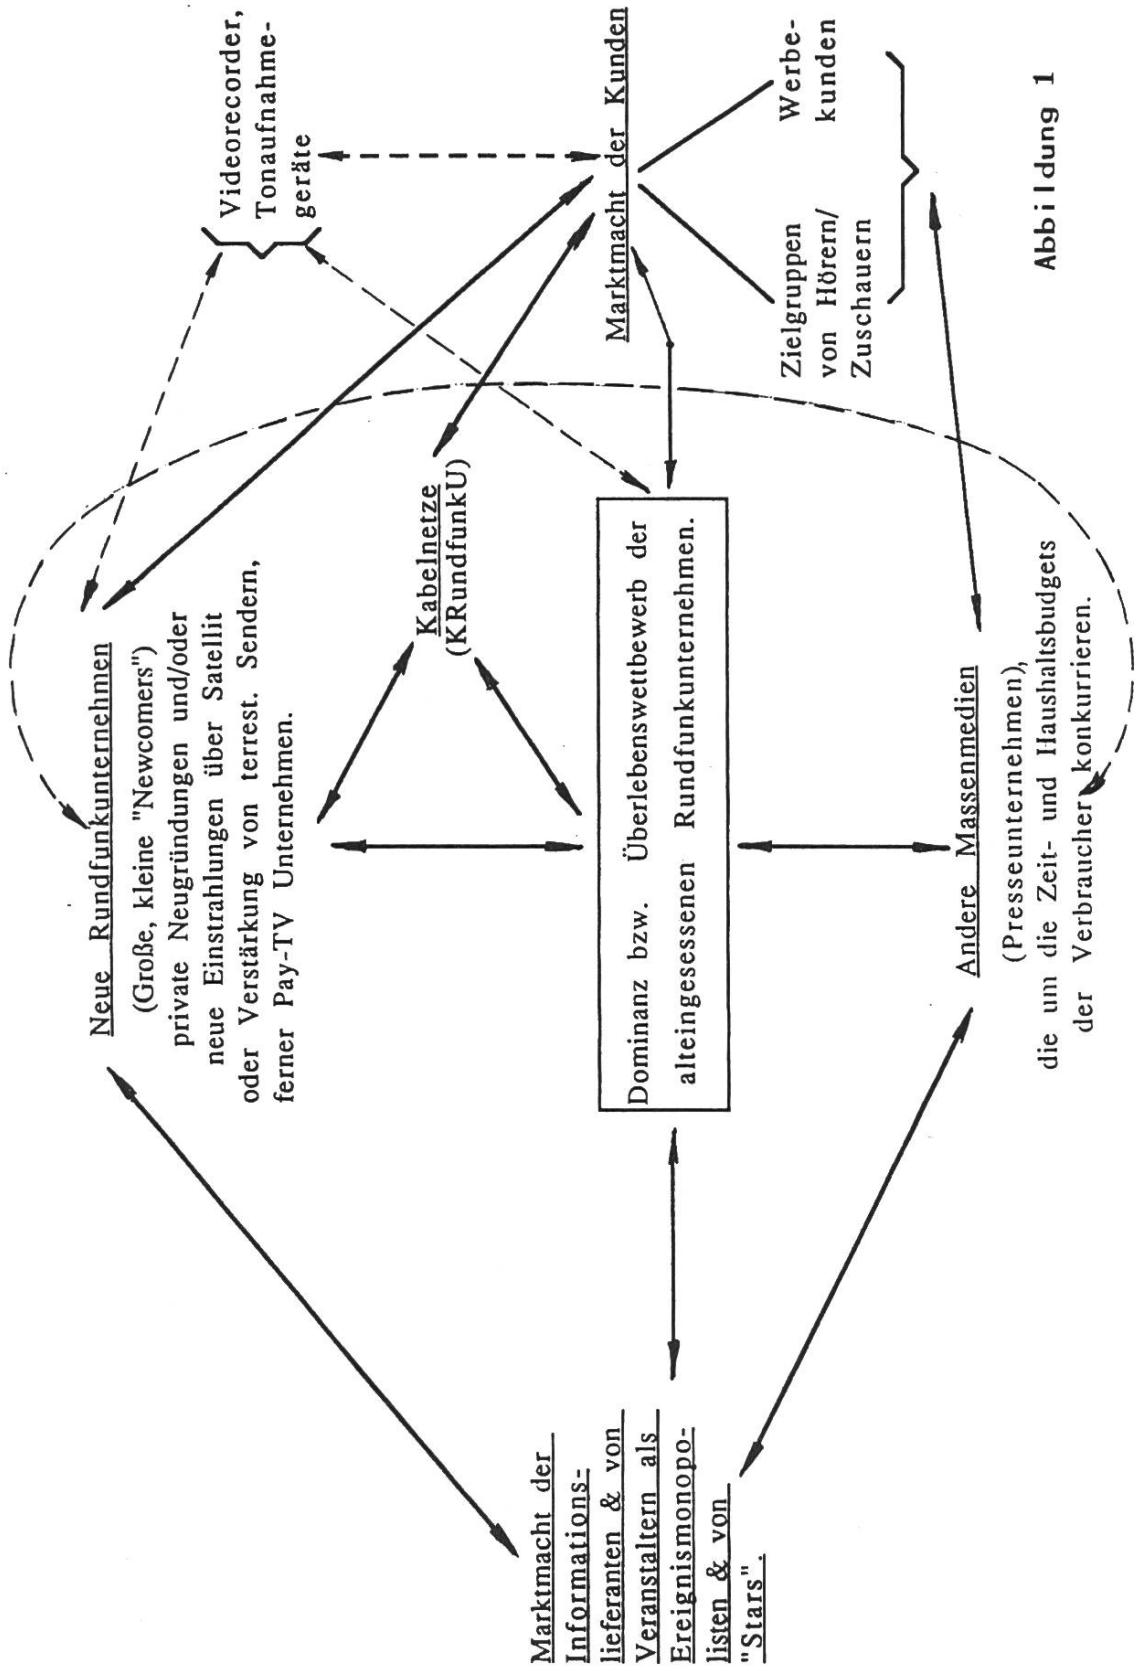 Neue Rundfunkunternehmen
(Große, kleine "Newcomers")
private Neugründungen und/oder
neue Einstrahlungen über Satellit
oder Verstärkung von terrest. Sendern,
ferner Pay-TV Unternehmen.
Videorecorder,
Tonaufnahme-
geräte
Kabelnetze
(KRundfunkU)
Marktmacht der
Informations-
lieferanten & von
Veranstaltern als
Ereignismonopo-
listen & von
"Stars".
Dominanz bzw. Überlebenswettbewerb der
alteingesessenen Rundfunkunternehmen.
Marktmacht der Kunden
Zielgruppen
von Hörern/
Zuschauern
Werbe-
kunden
Andere Massenmedien
(Presseunternehmen),
die um die Zeit- und Haushaltsbudgets
der Verbraucher konkurrieren.
Abbildung 1